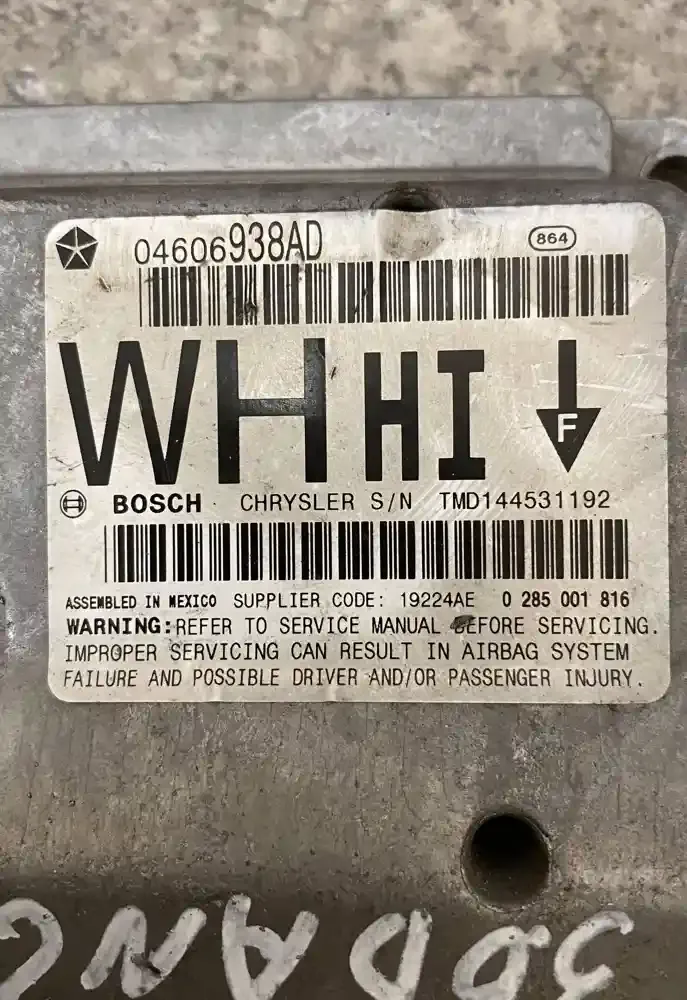 04606938AD 864
WH HI F
BOSCH CHRYSLER S/N TMD144531192
ASSEMBLED IN MEXICO SUPPLIER CODE: 19224AE 0 285 001 816
WARNING: REFER TO SERVICE MANUAL BEFORE SERVICING.
IMPROPER SERVICING CAN RESULT IN AIRBAG SYSTEM
FAILURE AND POSSIBLE DRIVER AND/OR PASSENGER INJURY.